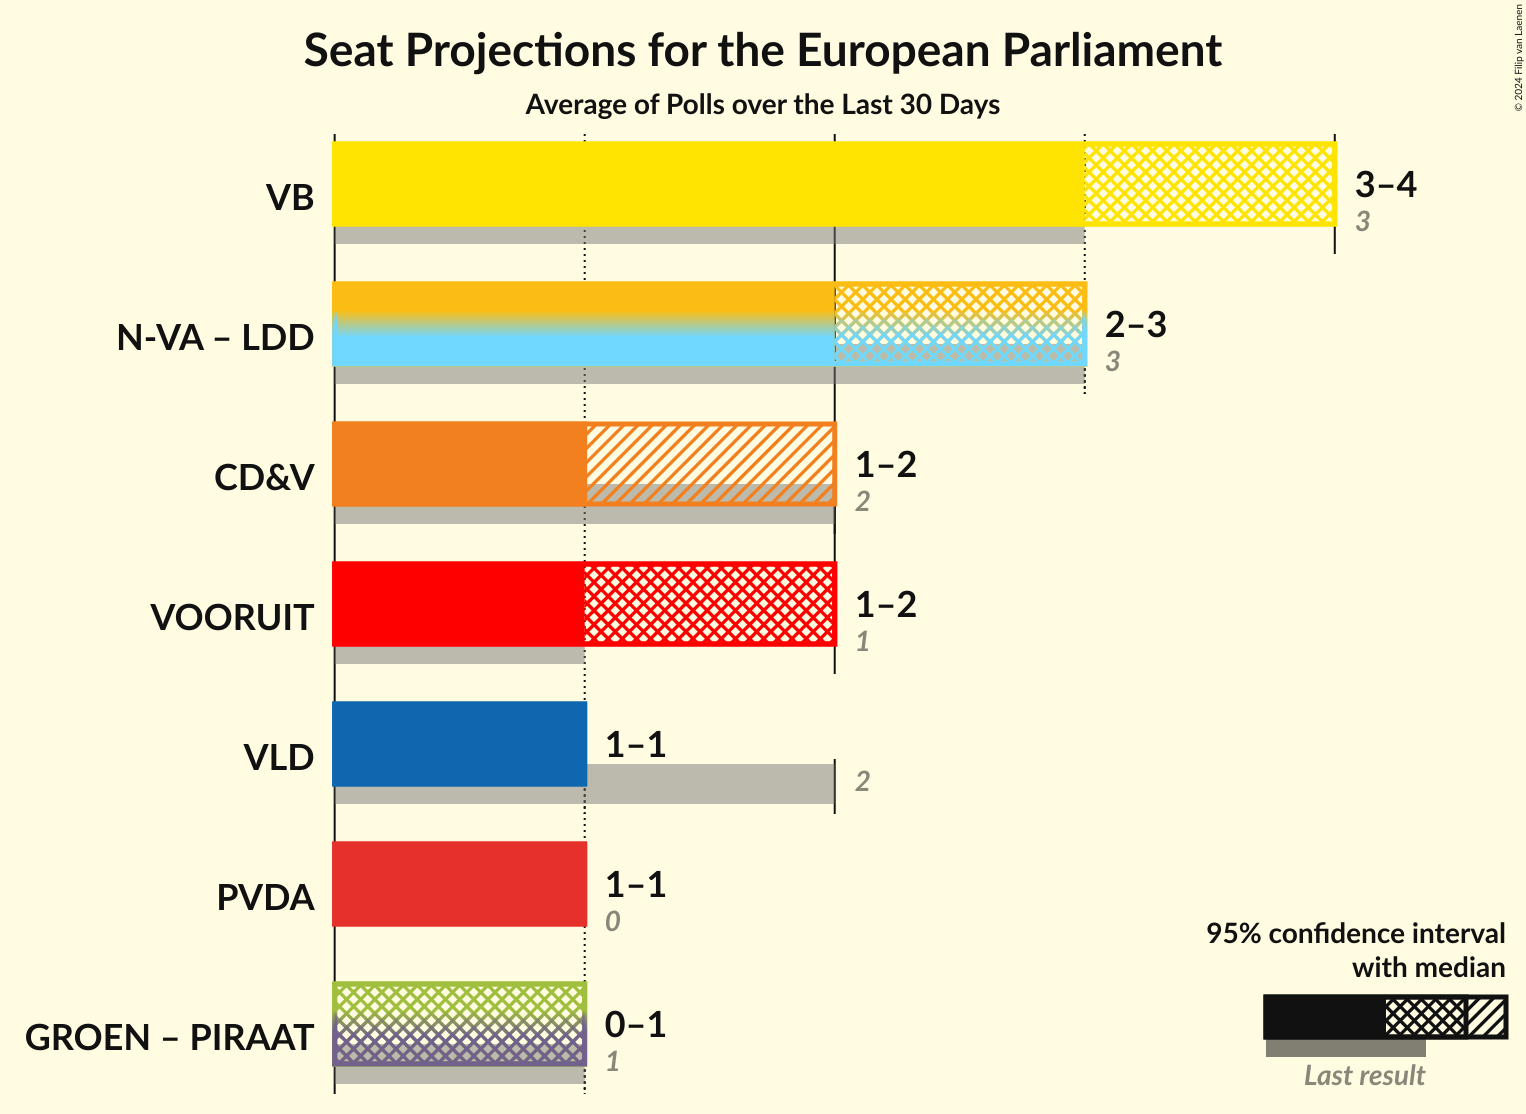 Seat Projections for the European Parliament
Average of Polls over the Last 30 Days
© 2024 Filip van Laenen
VB
3–4
3
N-VA – LDD
2–3
3
CD&V
1–2
2
VOORUIT
1–2
1
VLD
1–1
2
PVDA
1–1
0
GROEN – PIRAAT
0–1
1
95% confidence interval
with median
Last result